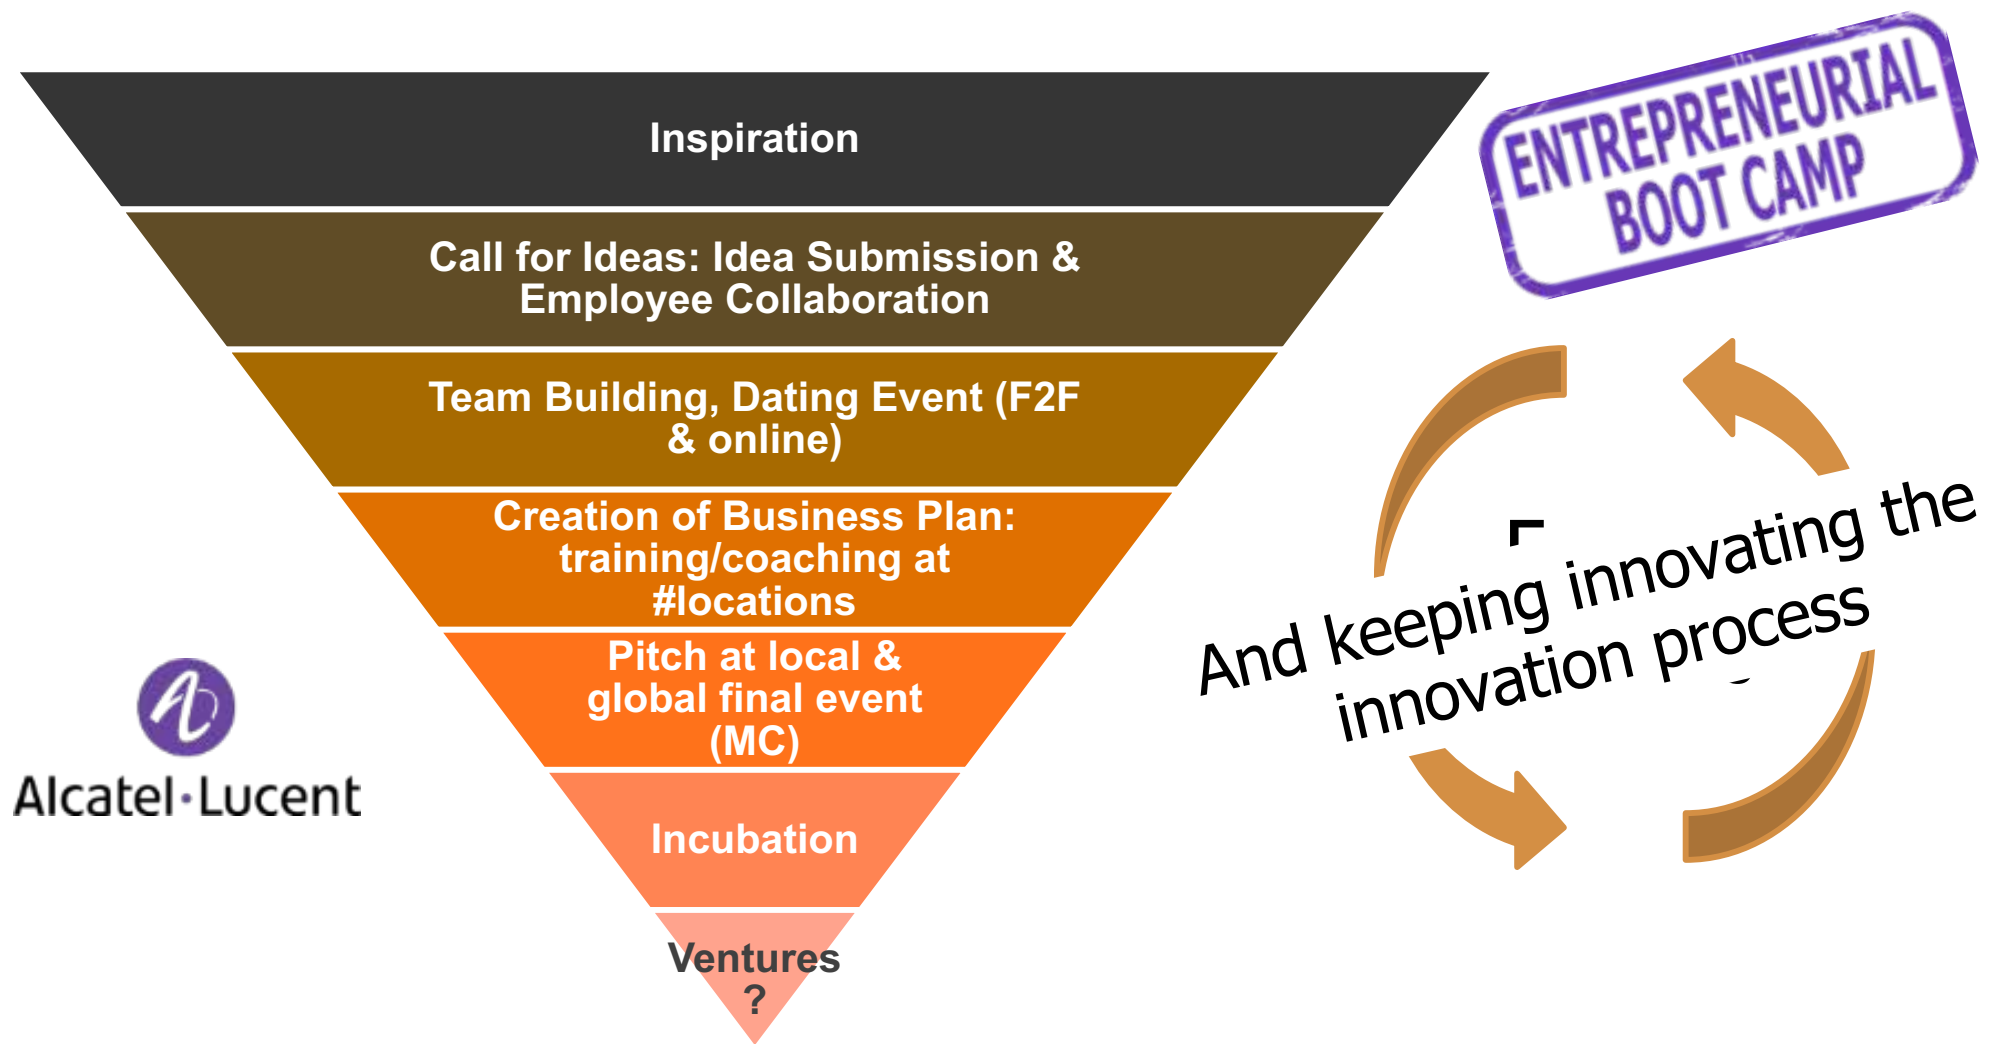 Inspiration
Call for Ideas: Idea Submission &
Employee Collaboration
Team Building, Dating Event (F2F
& online)
Creation of Business Plan:
training/coaching at
#locations
Pitch at local &
global final event
(MC)
Incubation
Ventures
?
Alcatel·Lucent
ENTREPRENEURIAL
BOOT CAMP
And keeping innovating the
innovation process